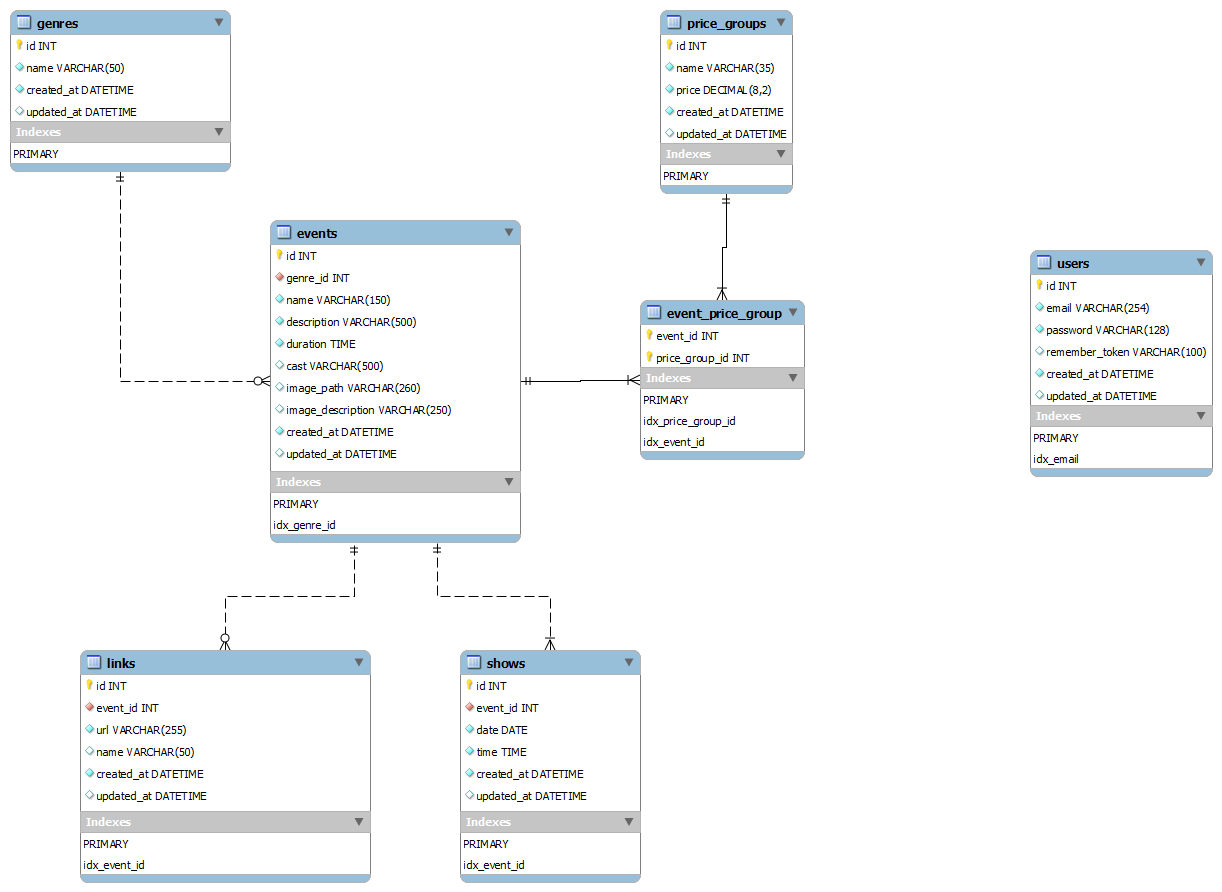 genres
id INT
name VARCHAR(50)
created_at DATETIME
updated_at DATETIME
Indexes
PRIMARY
price_groups
id INT
name VARCHAR(35)
price DECIMAL(8,2)
created_at DATETIME
updated_at DATETIME
Indexes
PRIMARY
events
id INT
genre_id INT
name VARCHAR(150)
description VARCHAR(500)
duration TIME
cast VARCHAR(500)
image_path VARCHAR(260)
image_description VARCHAR(250)
created_at DATETIME
updated_at DATETIME
Indexes
PRIMARY
idx_genre_id
event_price_group
event_id INT
price_group_id INT
Indexes
PRIMARY
idx_price_group_id
idx_event_id
users
id INT
email VARCHAR(254)
password VARCHAR(128)
remember_token VARCHAR(100)
created_at DATETIME
updated_at DATETIME
Indexes
PRIMARY
idx_email
links
id INT
event_id INT
url VARCHAR(255)
name VARCHAR(50)
created_at DATETIME
updated_at DATETIME
Indexes
PRIMARY
idx_event_id
shows
id INT
event_id INT
date DATE
time TIME
created_at DATETIME
updated_at DATETIME
Indexes
PRIMARY
idx_event_id